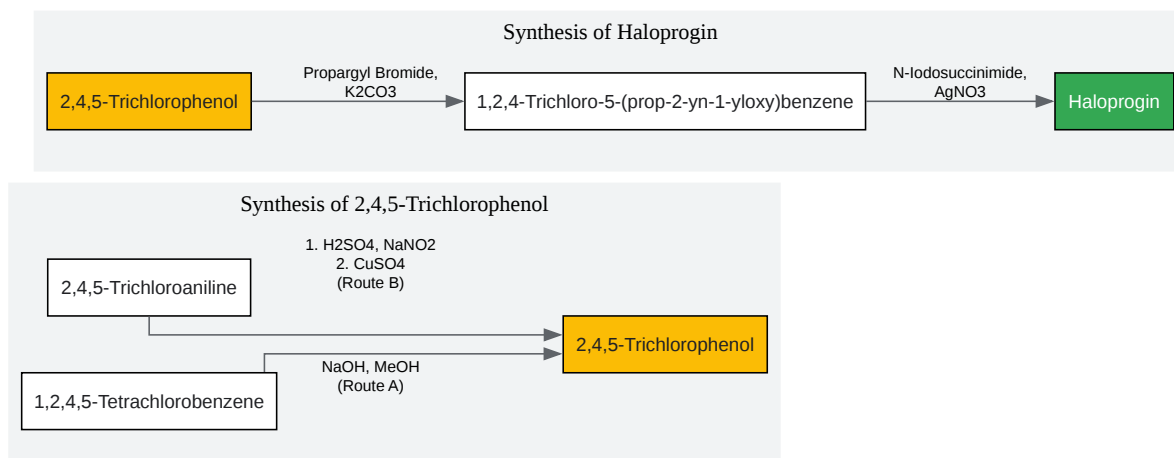 Synthesis of Haloprogin
2,4,5-Trichlorophenol
Propargyl Bromide,
K2CO3
1,2,4-Trichloro-5-(prop-2-yn-1-yloxy)benzene
N-Iodosuccinimide,
AgNO3
Haloprogin
Synthesis of 2,4,5-Trichlorophenol
1. H2SO4, NaNO2
2. CuSO4
(Route B)
2,4,5-Trichloroaniline
2,4,5-Trichlorophenol
NaOH, MeOH
(Route A)
1,2,4,5-Tetrachlorobenzene